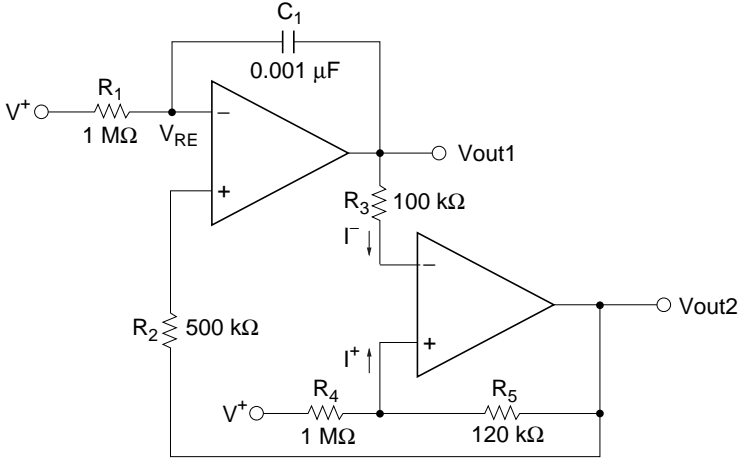 C₁
0.001 μF
R₁
V⁺
1 MΩ
V_RE
−
+
Vout1
R₃ 100 kΩ
I⁻
−
Vout2
R₂ 500 kΩ
I⁺
+
R₄
R₅
V⁺
1 MΩ
120 kΩ